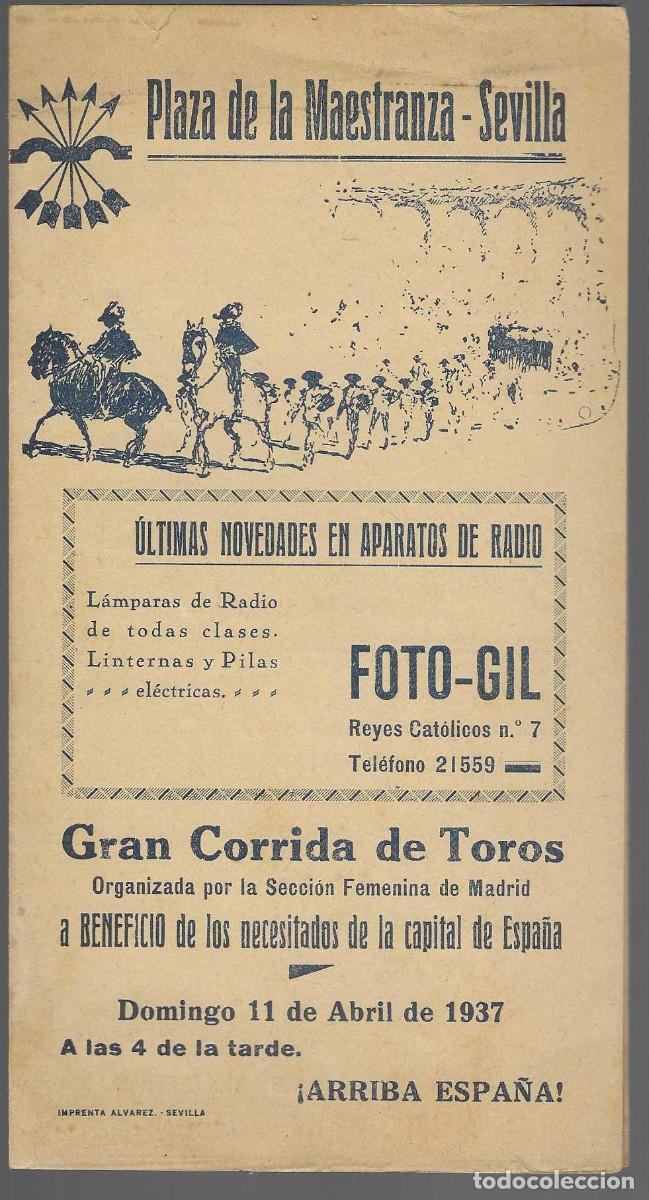 Plaza de la Maestranza - Sevilla
ÚLTIMAS NOVEDADES EN APARATOS DE RADIO
Lámparas de Radio
de todas clases.
Linternas y Pilas
eléctricas.
FOTO-GIL
Reyes Católicos n.º 7
Teléfono 21559
Gran Corrida de Toros
Organizada por la Sección Femenina de Madrid
a BENEFICIO de los necesitados de la capital de España
Domingo 11 de Abril de 1937
A las 4 de la tarde.
¡ARRIBA ESPAÑA!
IMPRENTA ALVAREZ. - SEVILLA
todocoleccion